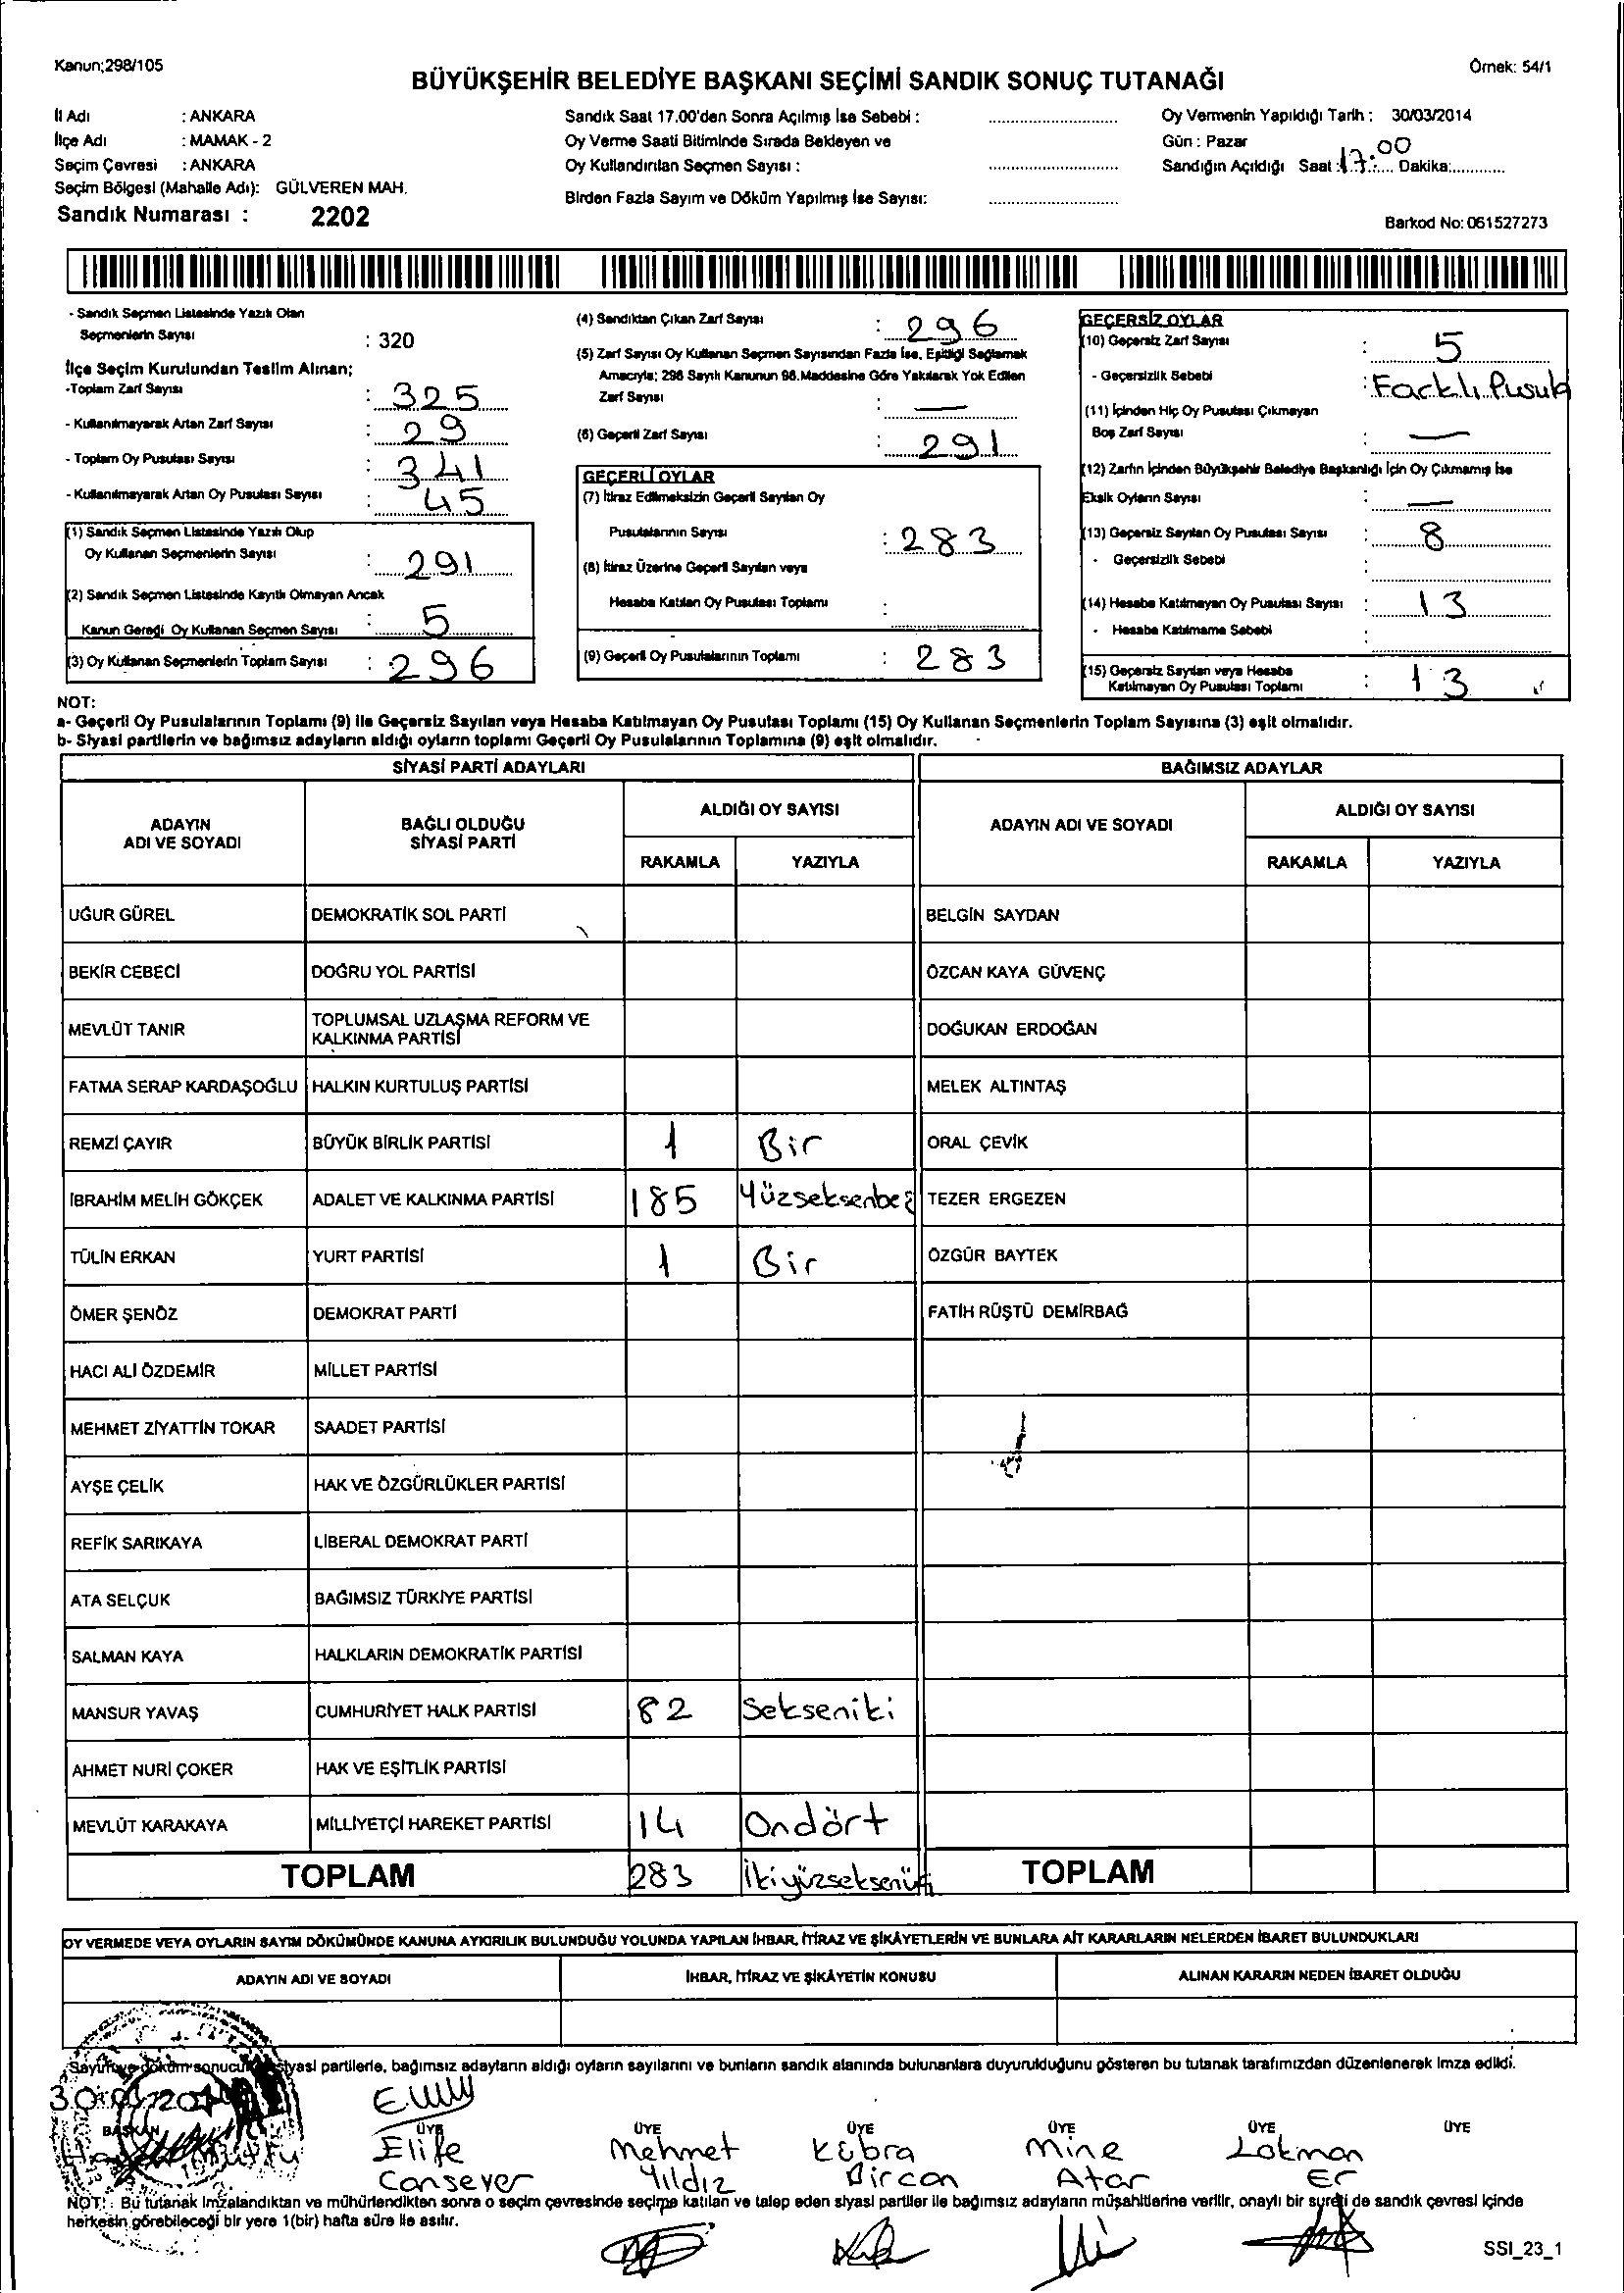 Kanun;298/105
Örnek: 54/1
BÜYÜKŞEHİR BELEDİYE BAŞKANI SEÇİMİ SANDIK SONUÇ TUTANAĞI
İl Adı : ANKARA
İlçe Adı : MAMAK - 2
Seçim Çevresi : ANKARA
Seçim Bölgesi (Mahalle Adı): GÜLVEREN MAH.
Sandık Numarası : 2202
Sandık Saat 17.00'den Sonra Açılmış İse Sebebi :
Oy Verme Saati Bitiminde Sırada Bekleyen ve
Oy Kullandırılan Seçmen Sayısı :
Birden Fazla Sayım ve Döküm Yapılmış İse Sayısı:
Oy Vermenin Yapıldığı Tarih : 30/03/2014
Gün : Pazar
Sandığın Açıldığı Saat : 17:00 Dakika:
Barkod No: 061527273
- Sandık Seçmen Listesinde Yazılı Olan
Seçmenlerin Sayısı : 320
İlçe Seçim Kurulundan Teslim Alınan;
-Toplam Zarf Sayısı : 325
- Kullanılmayarak Artan Zarf Sayısı : 29
- Toplam Oy Pusulası Sayısı : 341
- Kullanılmayarak Artan Oy Pusulası Sayısı : 45
(1) Sandık Seçmen Listesinde Yazılı Olup
Oy Kullanan Seçmenlerin Sayısı : 291
(2) Sandık Seçmen Listesinde Kayıtlı Olmayan Ancak
Kanun Gereği Oy Kullanan Seçmen Sayısı : 5
(3) Oy Kullanan Seçmenlerin Toplam Sayısı : 296
(4) Sandıktan Çıkan Zarf Sayısı : 296
(5) Zarf Sayısı Oy Kullanan Seçmen Sayısından Fazla İse, Eşitliği Sağlamak
Amacıyla; 298 Sayılı Kanunun 98.Maddesine Göre Yakılarak Yok Edilen
Zarf Sayısı : —
(6) Geçerli Zarf Sayısı : 291
GEÇERLİ OYLAR
(7) İtiraz Edilmeksizin Geçerli Sayılan Oy
Pusulalarının Sayısı : 283
(8) İtiraz Üzerine Geçerli Sayılan veya
Hesaba Katılan Oy Pusulası Toplamı :
(9) Geçerli Oy Pusulalarının Toplamı : 283
GEÇERSİZ OYLAR
(10) Geçersiz Zarf Sayısı : 5
- Geçersizlik Sebebi : Farklı Pusula
(11) İçinden Hiç Oy Pusulası Çıkmayan
Boş Zarf Sayısı : —
(12) Zarfın İçinden Büyükşehir Belediye Başkanlığı İçin Oy Çıkmamış İse
Eksik Oyların Sayısı : —
(13) Geçersiz Sayılan Oy Pusulası Sayısı : 8
- Geçersizlik Sebebi :
(14) Hesaba Katılmayan Oy Pusulası Sayısı : 13
- Hesaba Katılmama Sebebi :
(15) Geçersiz Sayılan veya Hesaba
Katılmayan Oy Pusulası Toplamı : 13
NOT:
a- Geçerli Oy Pusulalarının Toplamı (9) ile Geçersiz Sayılan veya Hesaba Katılmayan Oy Pusulası Toplamı (15) Oy Kullanan Seçmenlerin Toplam Sayısına (3) eşit olmalıdır.
b- Siyasi partilerin ve bağımsız adayların aldığı oyların toplamı Geçerli Oy Pusulalarının Toplamına (9) eşit olmalıdır.
SİYASİ PARTİ ADAYLARI
BAĞIMSIZ ADAYLAR
ADAYIN ADI VE SOYADI
BAĞLI OLDUĞU SİYASİ PARTİ
ALDIĞI OY SAYISI
RAKAMLA YAZIYLA
ADAYIN ADI VE SOYADI
ALDIĞI OY SAYISI
RAKAMLA YAZIYLA
UĞUR GÜREL DEMOKRATİK SOL PARTİ BELGİN SAYDAN
BEKİR CEBECİ DOĞRU YOL PARTİSİ ÖZCAN KAYA GÜVENÇ
MEVLÜT TANIR TOPLUMSAL UZLAŞMA REFORM VE KALKINMA PARTİSİ DOĞUKAN ERDOĞAN
FATMA SERAP KARDAŞOĞLU HALKIN KURTULUŞ PARTİSİ MELEK ALTINTAŞ
REMZİ ÇAYIR BÜYÜK BİRLİK PARTİSİ 1 Bir ORAL ÇEVİK
İBRAHİM MELİH GÖKÇEK ADALET VE KALKINMA PARTİSİ 185 Yüzseksenbeş TEZER ERGEZEN
TÜLİN ERKAN YURT PARTİSİ 1 Bir ÖZGÜR BAYTEK
ÖMER ŞENÖZ DEMOKRAT PARTİ FATİH RÜŞTÜ DEMİRBAĞ
HACI ALİ ÖZDEMİR MİLLET PARTİSİ
MEHMET ZİYATTİN TOKAR SAADET PARTİSİ
AYŞE ÇELİK HAK VE ÖZGÜRLÜKLER PARTİSİ
REFİK SARIKAYA LİBERAL DEMOKRAT PARTİ
ATA SELÇUK BAĞIMSIZ TÜRKİYE PARTİSİ
SALMAN KAYA HALKLARIN DEMOKRATİK PARTİSİ
MANSUR YAVAŞ CUMHURİYET HALK PARTİSİ 82 Sekseniki
AHMET NURİ ÇOKER HAK VE EŞİTLİK PARTİSİ
MEVLÜT KARAKAYA MİLLİYETÇİ HAREKET PARTİSİ 14 Ondört
TOPLAM 283 İkiyüzseksenüç TOPLAM
OY VERMEDE VEYA OYLARIN SAYIM DÖKÜMÜNDE KANUNA AYKIRILIK BULUNDUĞU YOLUNDA YAPILAN İHBAR, İTİRAZ VE ŞİKÂYETLERİN VE BUNLARA AİT KARARLARIN NELERDEN İBARET BULUNDUKLARI
ADAYIN ADI VE SOYADI İHBAR, İTİRAZ VE ŞİKÂYETİN KONUSU ALINAN KARARIN NEDEN İBARET OLDUĞU
Sayım ve döküm sonucunda siyasi partilerle, bağımsız adayların aldığı oyların sayılarını ve bunların sandık alanında bulunanlara duyurulduğunu gösteren bu tutanak tarafımızdan düzenlenerek imza edildi.
BAŞKAN ÜYE ÜYE ÜYE ÜYE ÜYE ÜYE
Elife Mehmet Kübra Mine Lokman
Cansever Yıldız Bircan Atar Er
NOT: Bu tutanak imzalandıktan ve mühürlendikten sonra o seçim çevresinde seçime katılan ve talep eden siyasi partiler ile bağımsız adayların müşahitlerine verilir, onaylı bir sureti de sandık çevresi içinde
herkesin görebileceği bir yere 1(bir) hafta süre ile asılır.
SSI_23_1